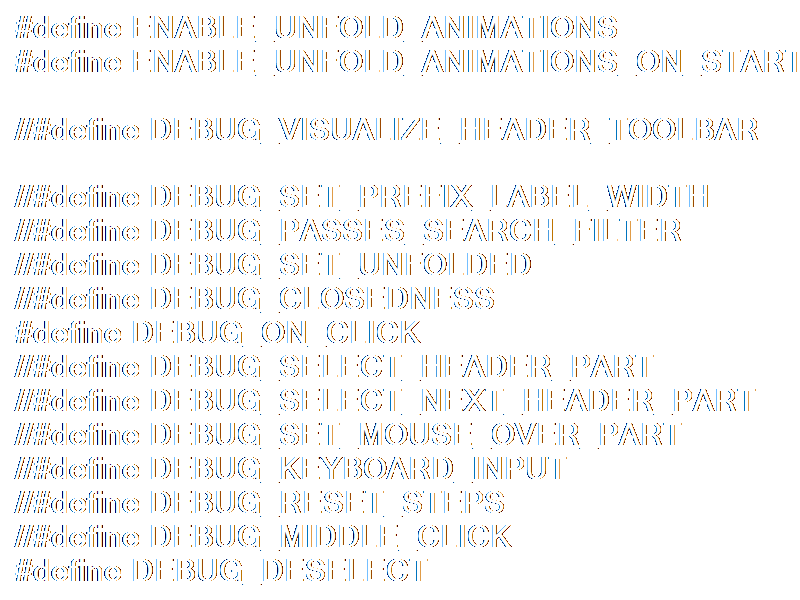 #define ENABLE_UNFOLD_ANIMATIONS
#define ENABLE_UNFOLD_ANIMATIONS_ON_START
///#define DEBUG_VISUALIZE_HEADER_TOOLBAR
///#define DEBUG_SET_PREFIX_LABEL_WIDTH
///#define DEBUG_PASSES_SEARCH_FILTER
///#define DEBUG_SET_UNFOLDED
///#define DEBUG_CLOSEDNESS
#define DEBUG_ON_CLICK
///#define DEBUG_SELECT_HEADER_PART
///#define DEBUG_SELECT_NEXT_HEADER_PART
///#define DEBUG_SET_MOUSE_OVER_PART
///#define DEBUG_KEYBOARD_INPUT
///#define DEBUG_RESET_STEPS
///#define DEBUG_MIDDLE_CLICK
#define DEBUG_DESELECT